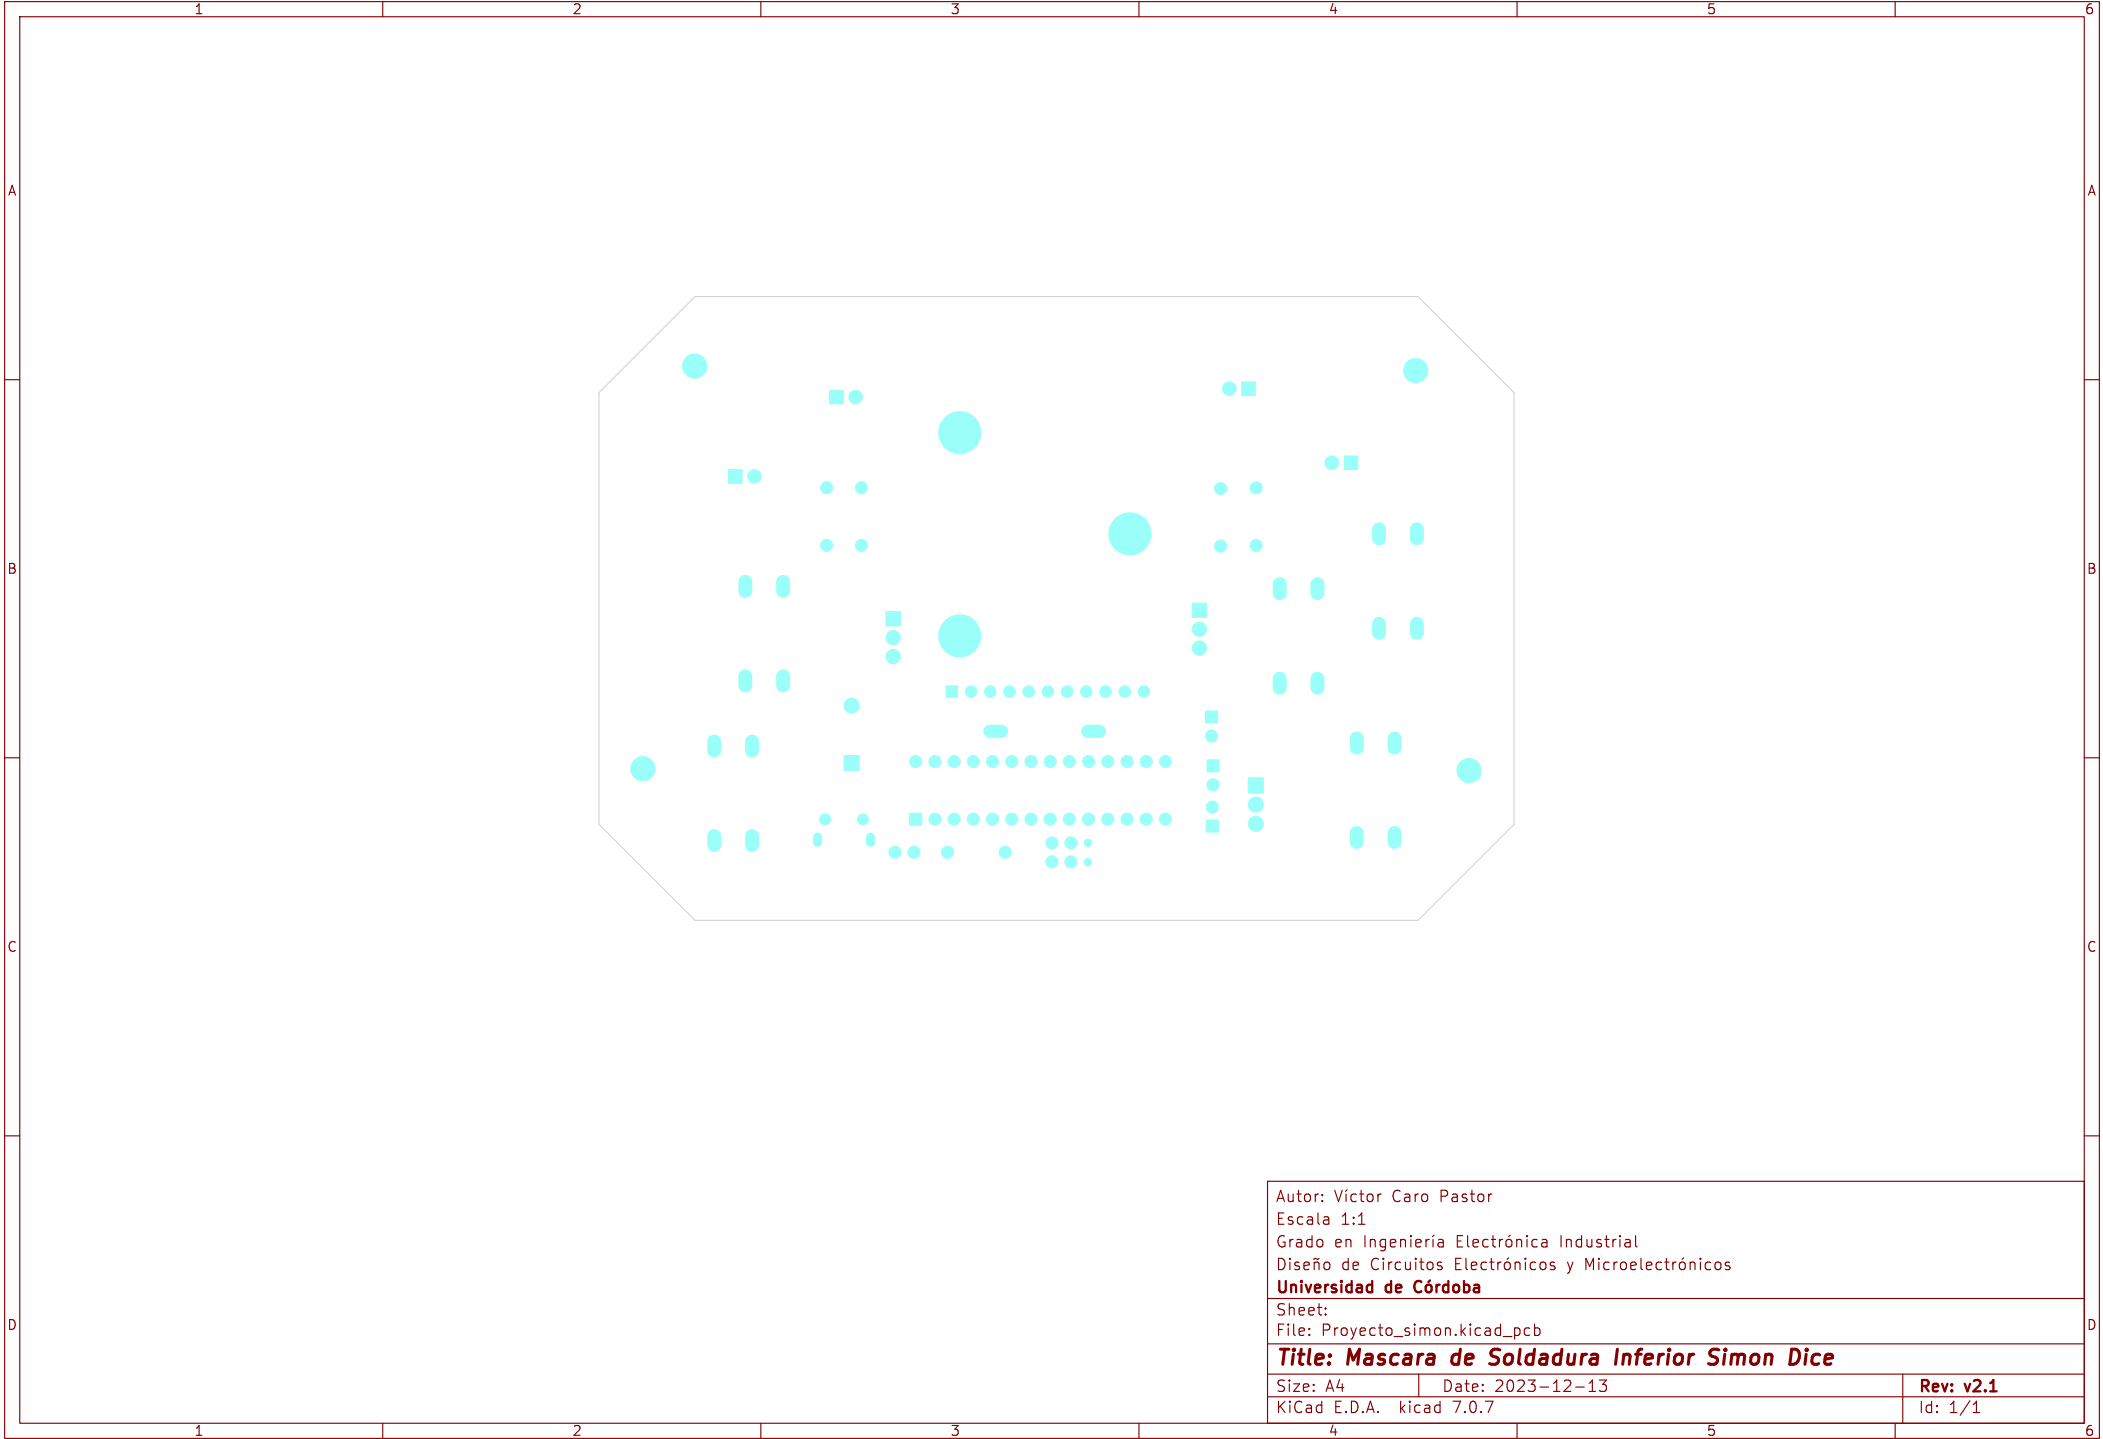 1 2 3 4 5 6
A A
B B
C C
D D
Autor: Víctor Caro Pastor
Escala 1:1
Grado en Ingeniería Electrónica Industrial
Diseño de Circuitos Electrónicos y Microelectrónicos
Universidad de Córdoba
Sheet:
File: Proyecto_simon.kicad_pcb
Title: Mascara de Soldadura Inferior Simon Dice
Size: A4 Date: 2023-12-13 Rev: v2.1
KiCad E.D.A. kicad 7.0.7 Id: 1/1
1 2 3 4 5 6